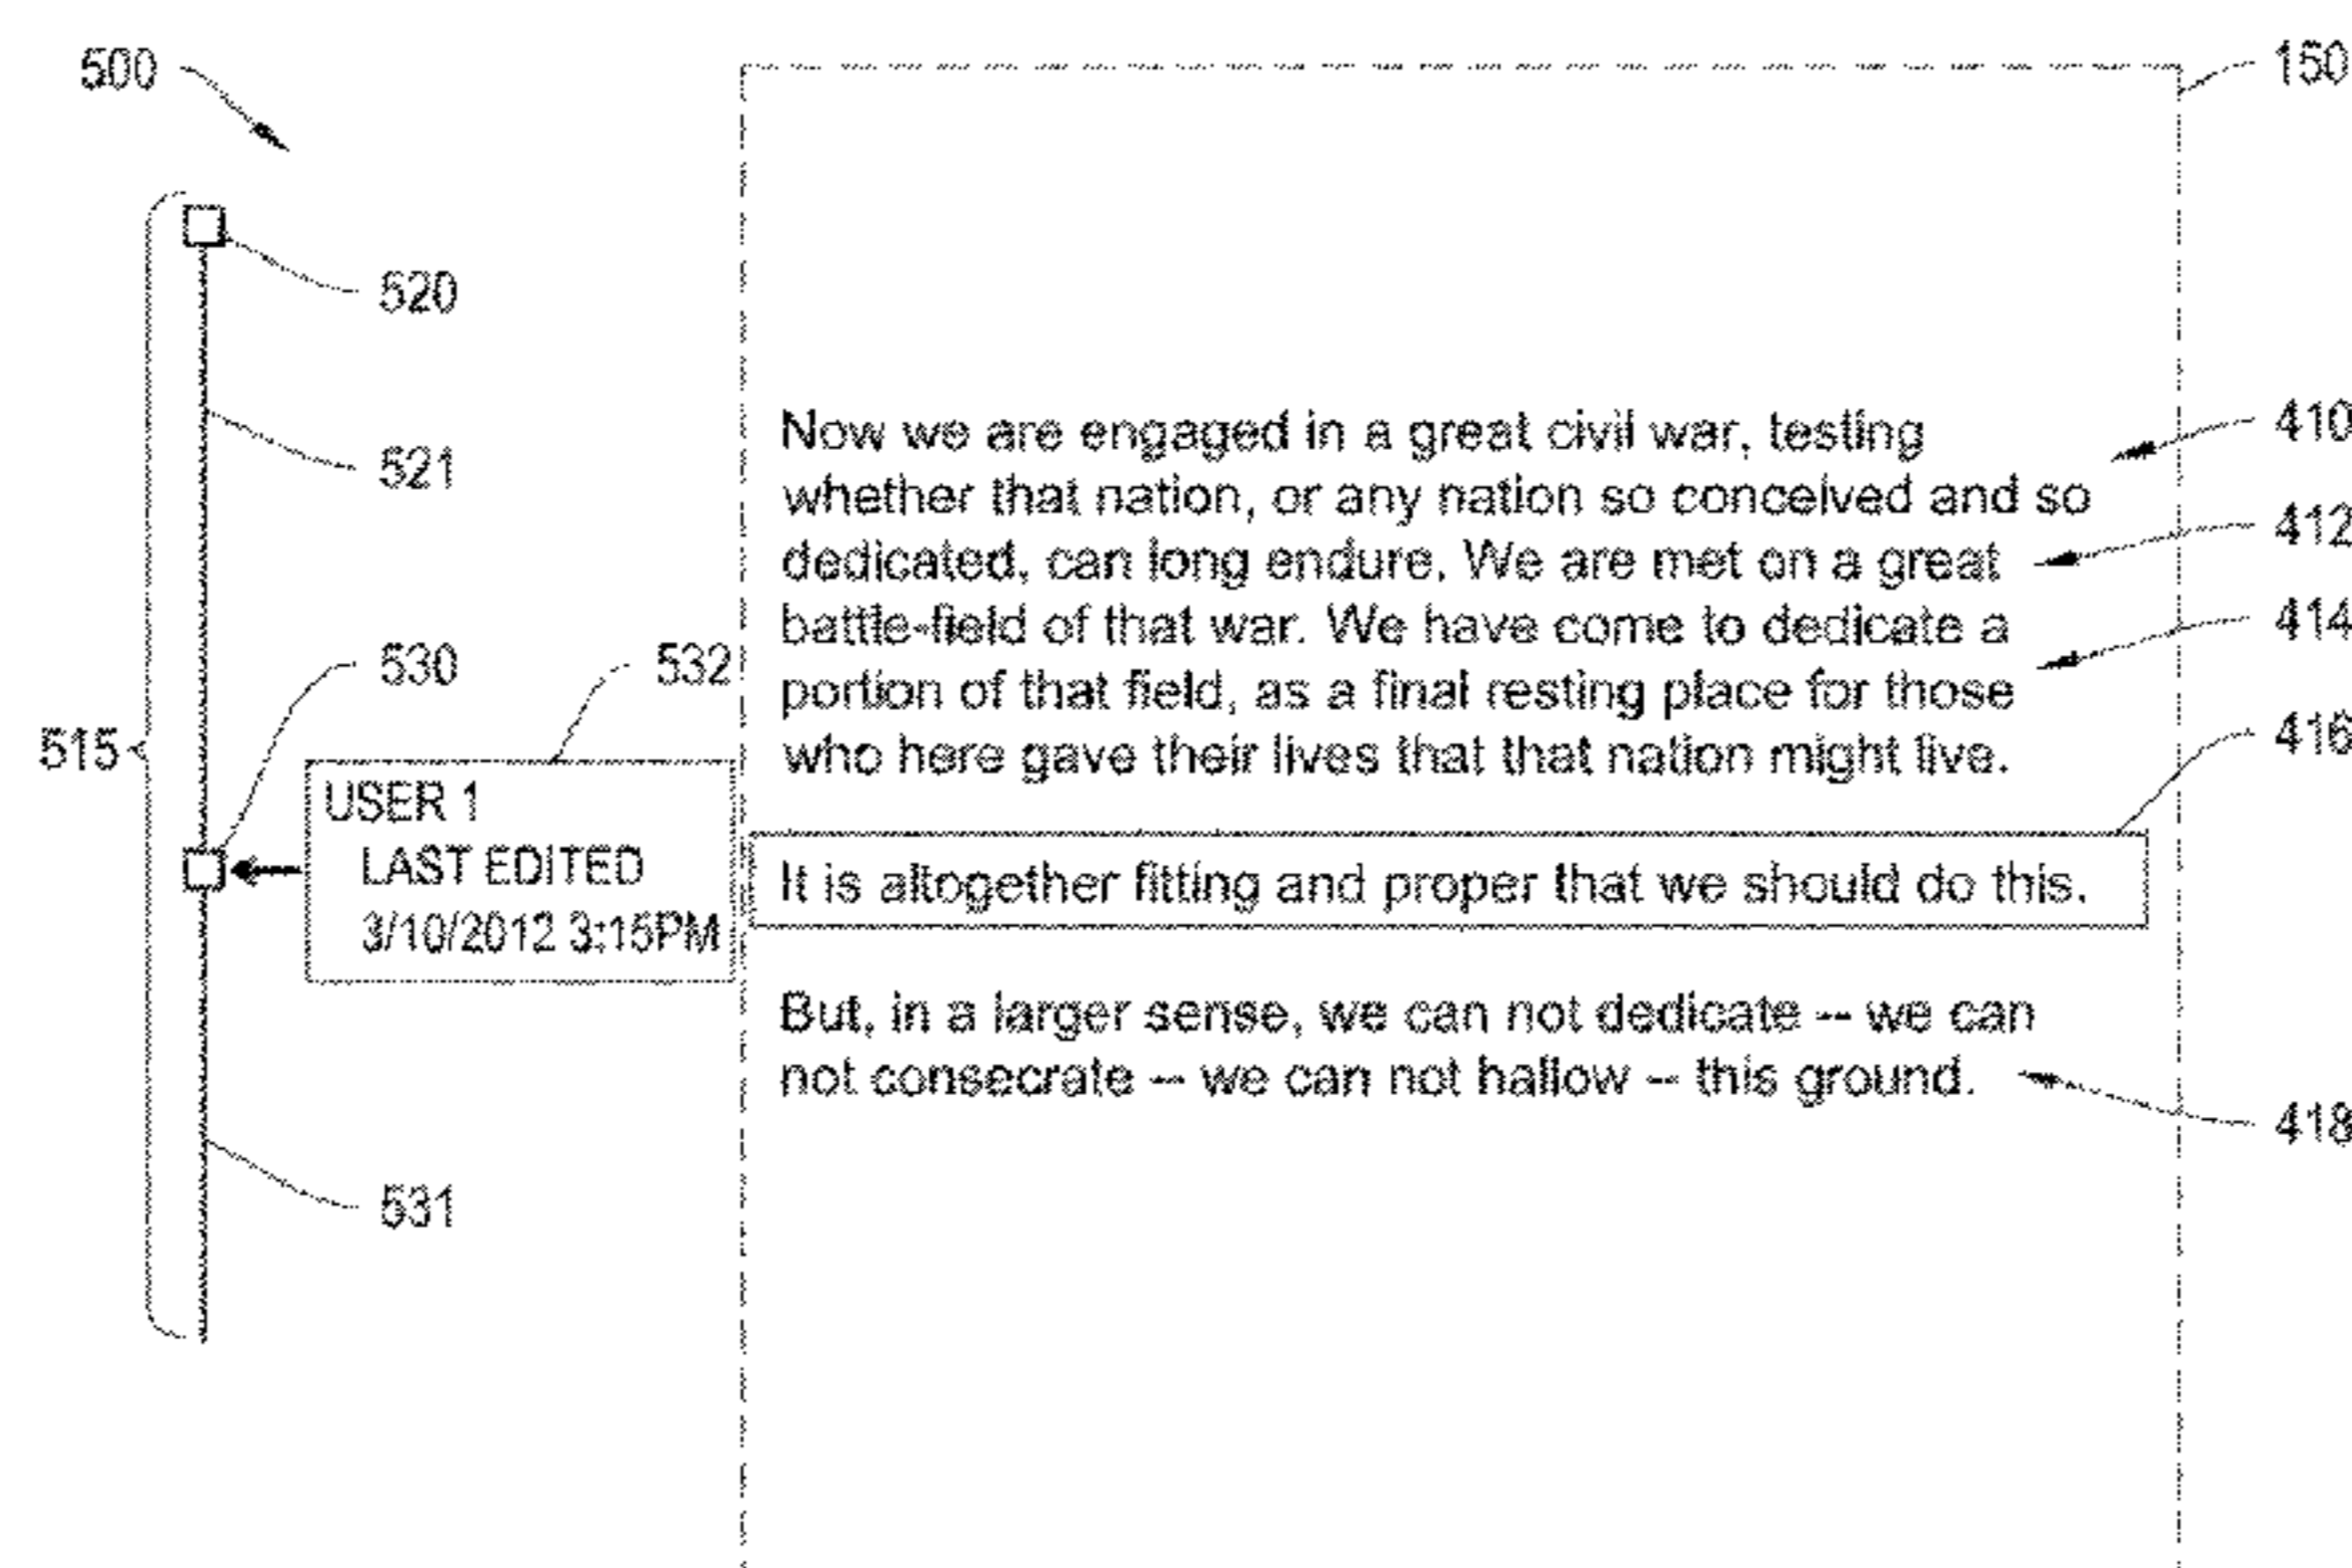 500
150
520
Now we are engaged in a great civil war, testing
410
521
whether that nation, or any nation so conceived and so
412
dedicated, can long endure. We are met on a great
battle-field of that war. We have come to dedicate a
414
530
532
portion of that field, as a final resting place for those
416
515
who here gave their lives that that nation might live.
USER 1
LAST EDITED
It is altogether fitting and proper that we should do this.
3/10/2012 3:15PM
But, in a larger sense, we can not dedicate -- we can
not consecrate -- we can not hallow -- this ground.
418
531